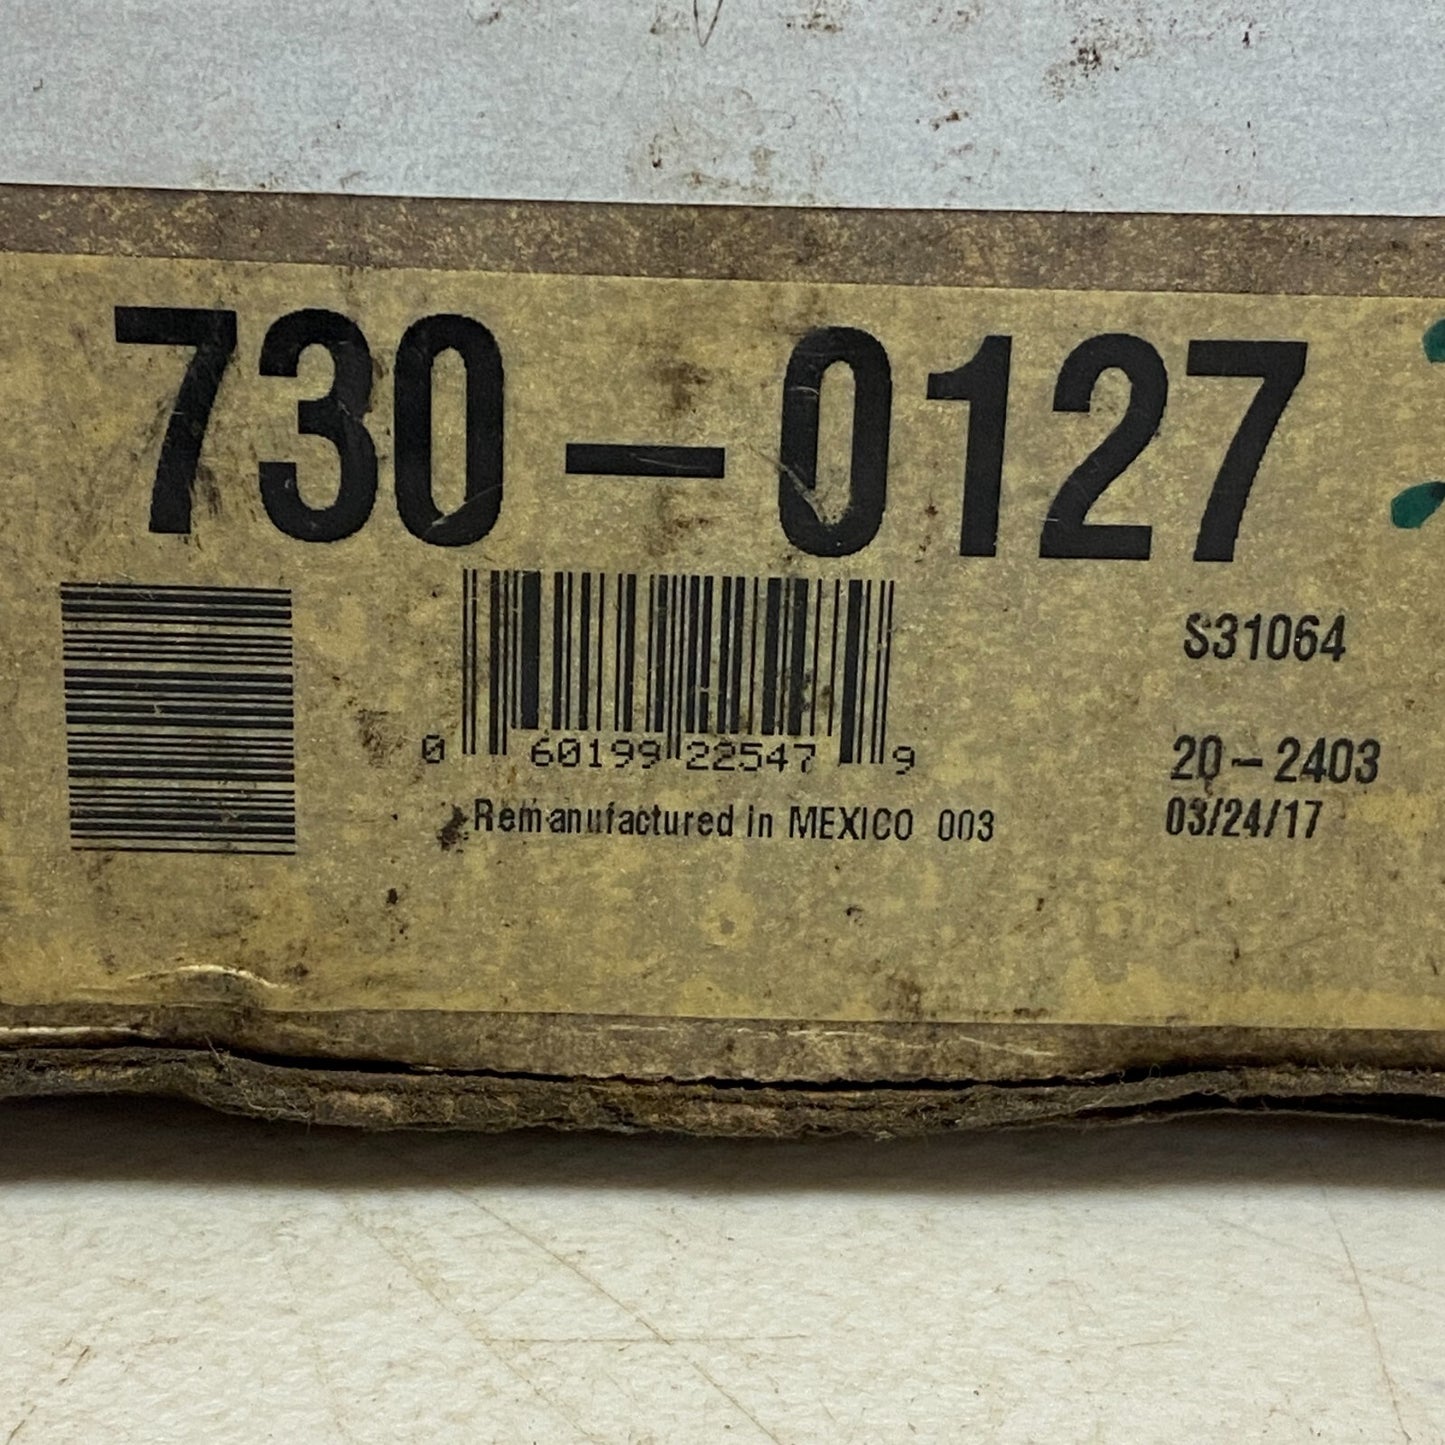 730-0127
S31064
0 60199 22547 9
20-2403
Remanufactured in MEXICO 003
03/24/17